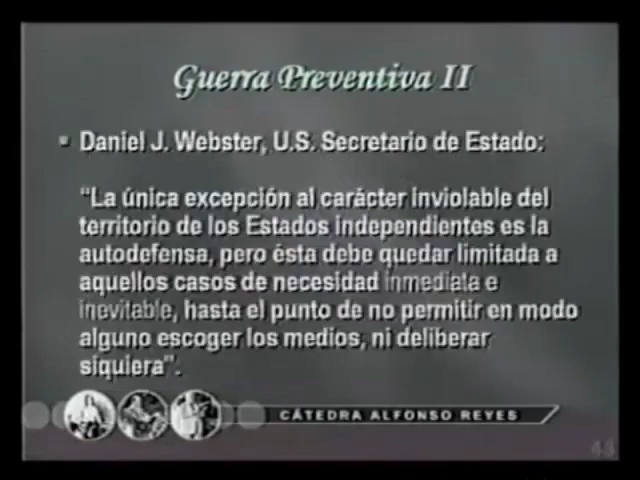 Guerra Preventiva II
Daniel J. Webster, U.S. Secretario de Estado:
“La única excepción al carácter inviolable del
territorio de los Estados independientes es la
autodefensa, pero ésta debe quedar limitada a
aquellos casos de necesidad inmediata e
inevitable, hasta el punto de no permitir en modo
alguno escoger los medios, ni deliberar
siquiera”.
CÁTEDRA ALFONSO REYES
43